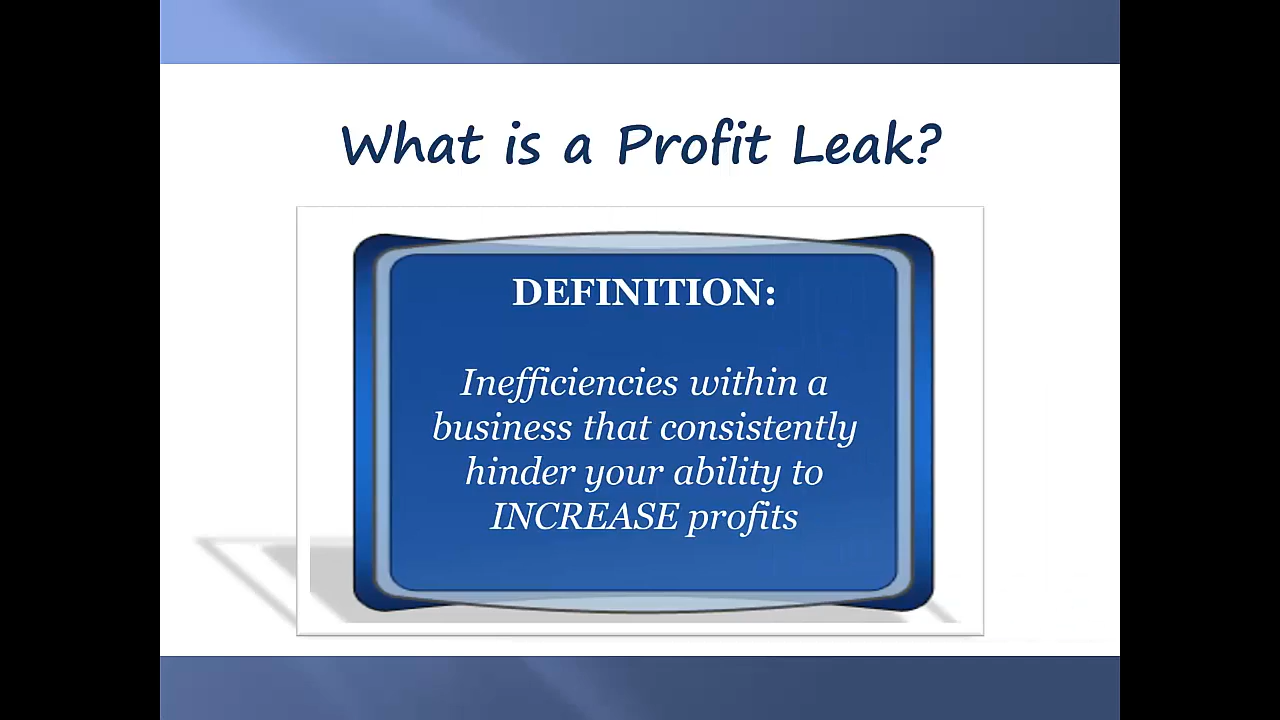 What is a Profit Leak?
DEFINITION:
Inefficiencies within a
business that consistently
hinder your ability to
INCREASE profits